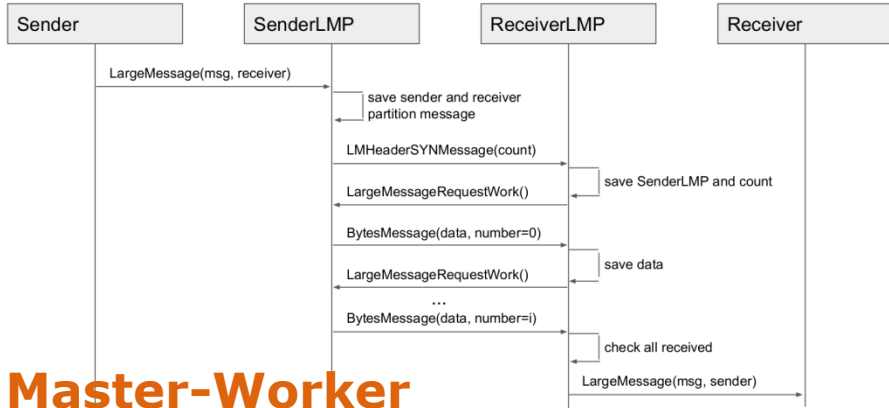 Sender
SenderLMP
ReceiverLMP
Receiver
LargeMessage(msg, receiver)
save sender and receiver
partition message
LMHeaderSYNMessage(count)
save SenderLMP and count
LargeMessageRequestWork()
BytesMessage(data, number=0)
save data
LargeMessageRequestWork()
...
BytesMessage(data, number=i)
check all received
LargeMessage(msg, sender)
Master-Worker